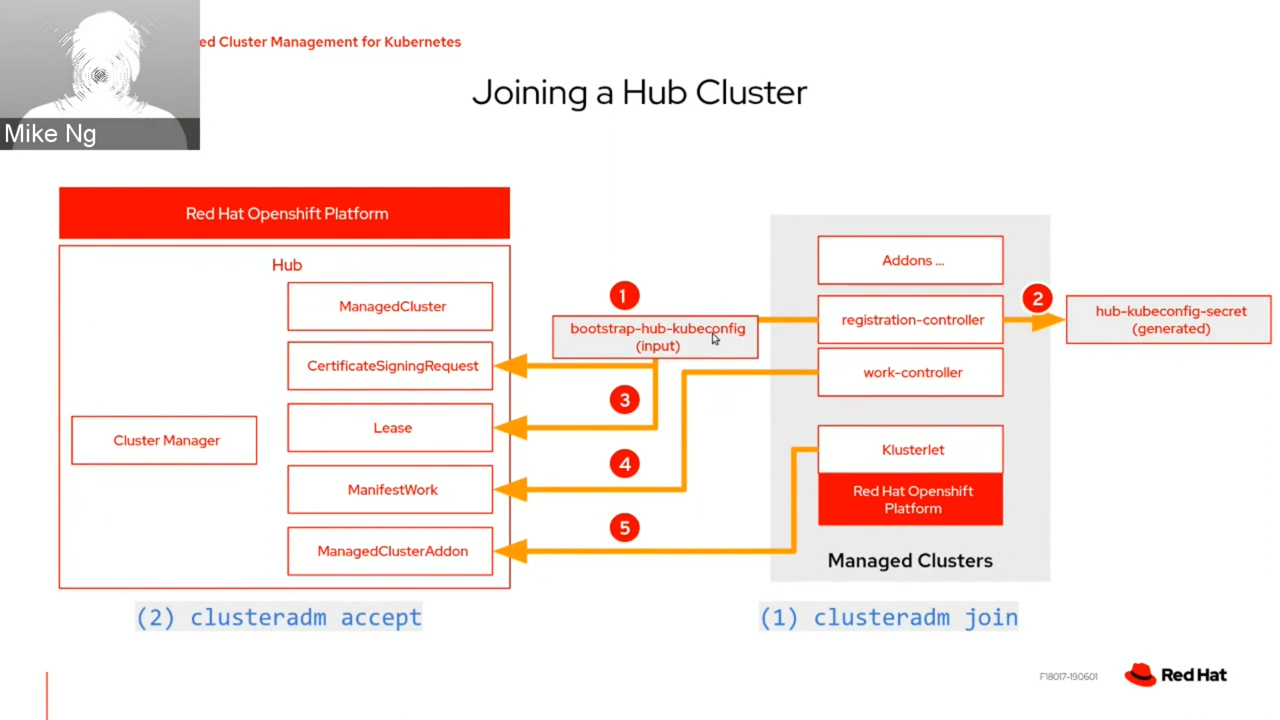 ed Cluster Management for Kubernetes
Mike Ng
Joining a Hub Cluster
Red Hat Openshift Platform
Hub
ManagedCluster
CertificateSigningRequest
Lease
Cluster Manager
ManifestWork
ManagedClusterAddon
1
bootstrap-hub-kubeconfig
(input)
3
4
5
Addons ...
registration-controller
work-controller
Klusterlet
Red Hat Openshift
Platform
Managed Clusters
2
hub-kubeconfig-secret
(generated)
(2) clusteradm accept
(1) clusteradm join
F18017-190601
Red Hat